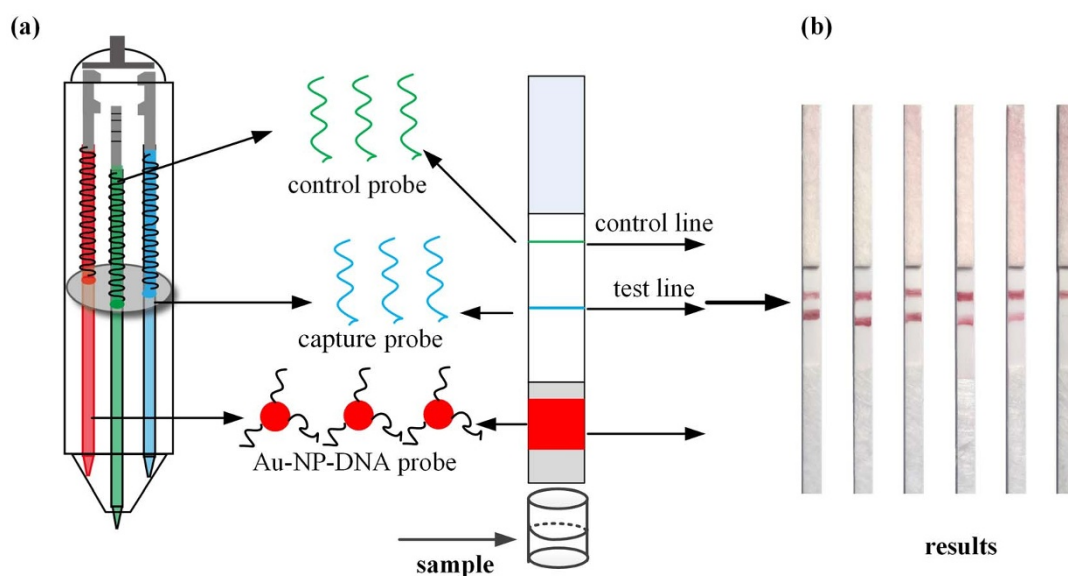 (a)
(b)
control probe
control line
test line
capture probe
Au-NP-DNA probe
sample
results